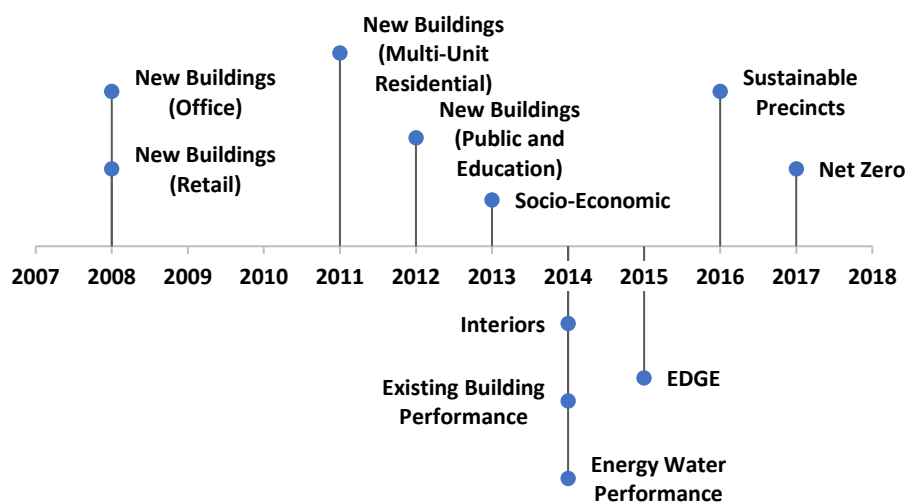 New Buildings
(Multi-Unit
Residential)
New Buildings
(Office)
Sustainable
Precincts
New Buildings
(Public and
Education)
New Buildings
(Retail)
Net Zero
Socio-Economic
2007 2008 2009 2010 2011 2012 2013 2014 2015 2016 2017 2018
Interiors
EDGE
Existing Building
Performance
Energy Water
Performance